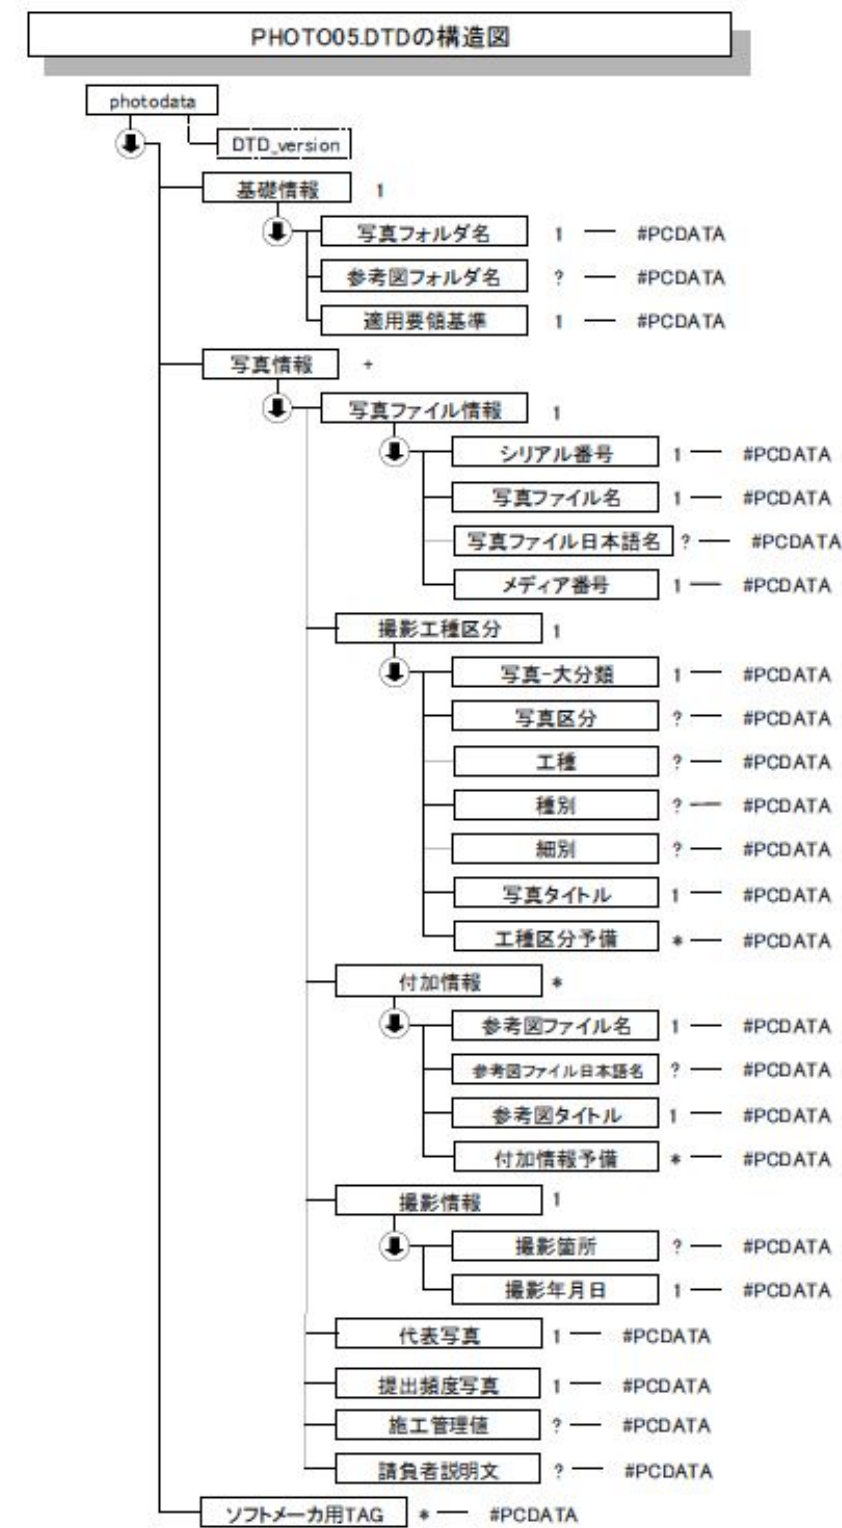 PHOTO05.DTDの構造図
photodata
DTD_version
基礎情報 1
写真フォルダ名 1 — #PCDATA
参考図フォルダ名 ? — #PCDATA
適用要領基準 1 — #PCDATA
写真情報 +
写真ファイル情報 1
シリアル番号 1 — #PCDATA
写真ファイル名 1 — #PCDATA
写真ファイル日本語名 ? — #PCDATA
メディア番号 1 — #PCDATA
撮影工種区分 1
写真-大分類 1 — #PCDATA
写真区分 ? — #PCDATA
工種 ? — #PCDATA
種別 ? — #PCDATA
細別 ? — #PCDATA
写真タイトル 1 — #PCDATA
工種区分予備 * — #PCDATA
付加情報 *
参考図ファイル名 1 — #PCDATA
参考図ファイル日本語名 ? — #PCDATA
参考図タイトル 1 — #PCDATA
付加情報予備 * — #PCDATA
撮影情報 1
撮影箇所 ? — #PCDATA
撮影年月日 1 — #PCDATA
代表写真 1 — #PCDATA
提出頻度写真 1 — #PCDATA
施工管理値 ? — #PCDATA
請負者説明文 ? — #PCDATA
ソフトメーカ用TAG * — #PCDATA